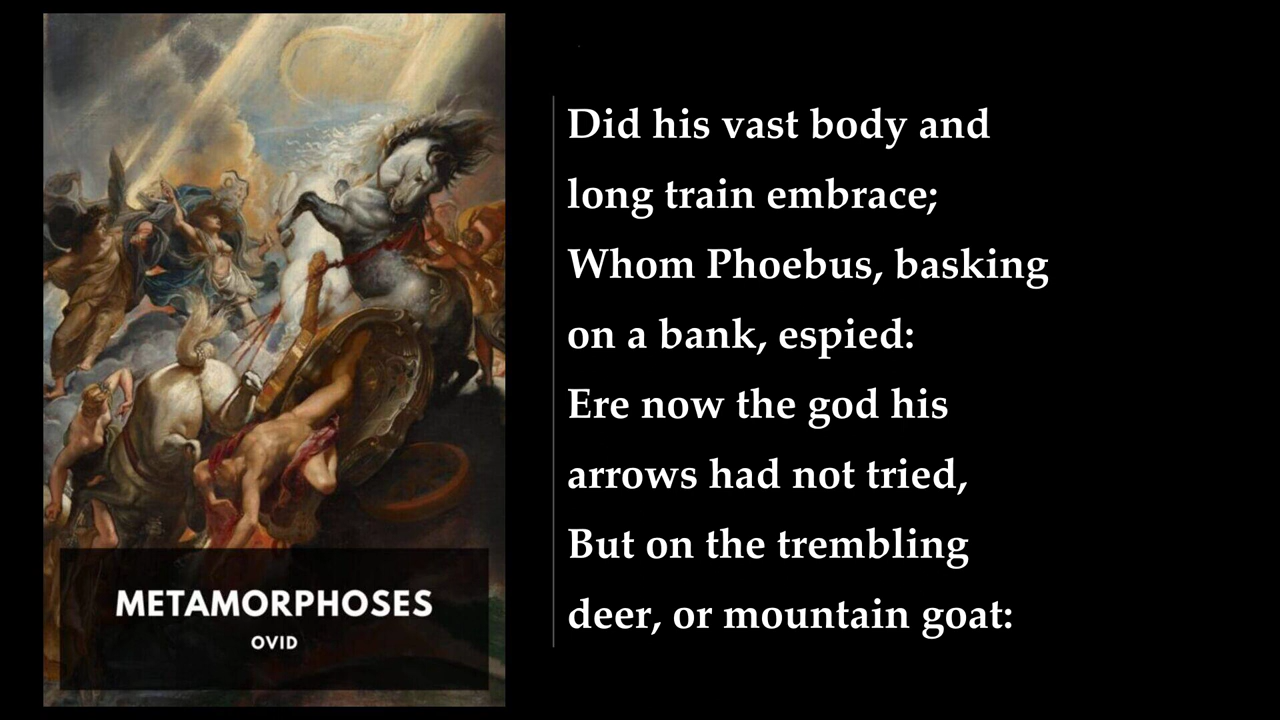 METAMORPHOSES
OVID
Did his vast body and
long train embrace;
Whom Phoebus, basking
on a bank, espied:
Ere now the god his
arrows had not tried,
But on the trembling
deer, or mountain goat: